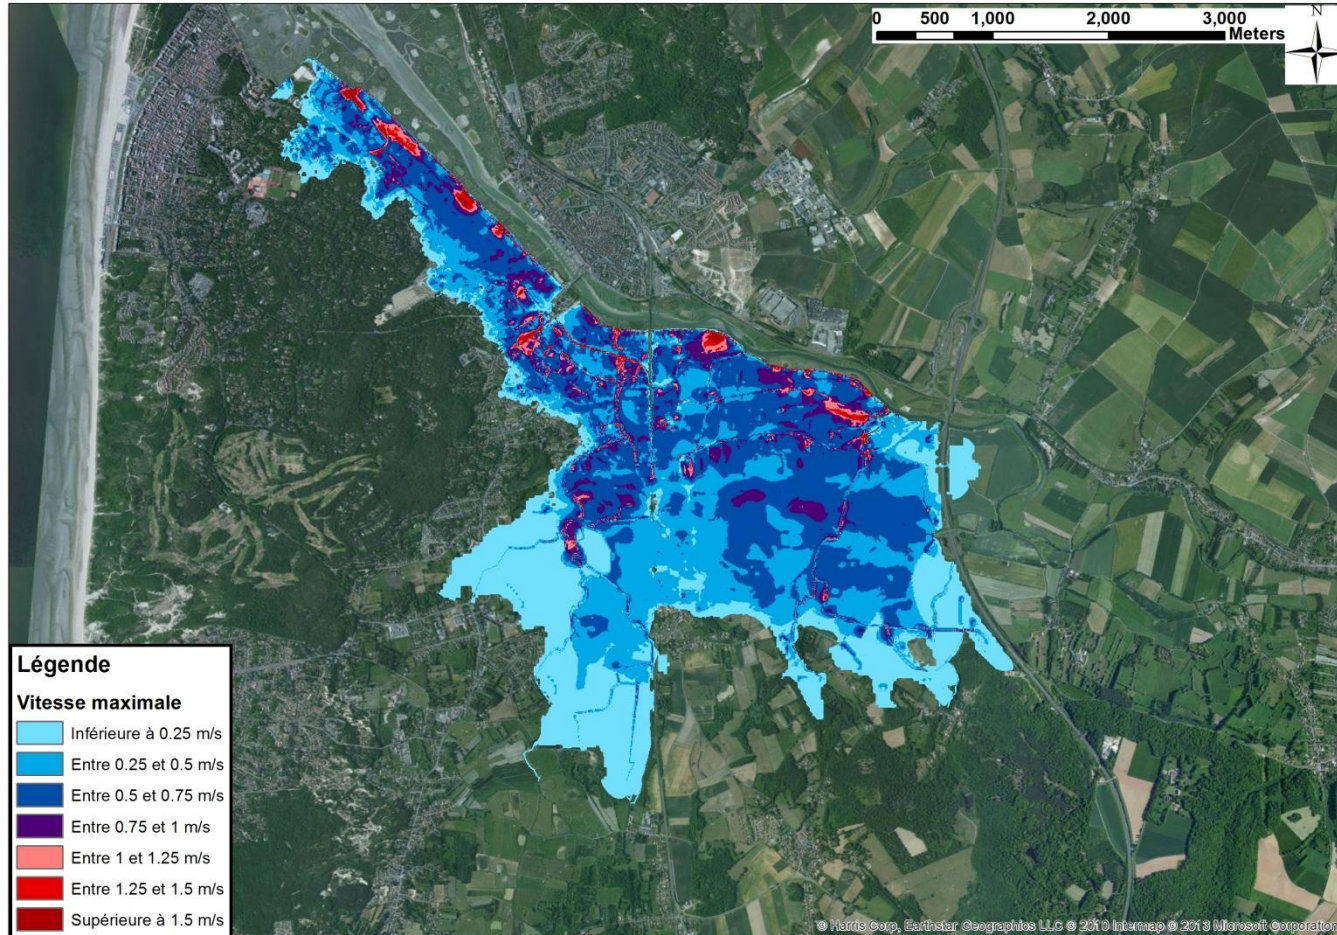 0 500 1,000 2,000 3,000
Meters
N
Légende
Vitesse maximale
Inférieure à 0.25 m/s
Entre 0.25 et 0.5 m/s
Entre 0.5 et 0.75 m/s
Entre 0.75 et 1 m/s
Entre 1 et 1.25 m/s
Entre 1.25 et 1.5 m/s
Supérieure à 1.5 m/s
© Harris Corp, Earthstar Geographics LLC © 2010 Intermap © 2013 Microsoft Corporation